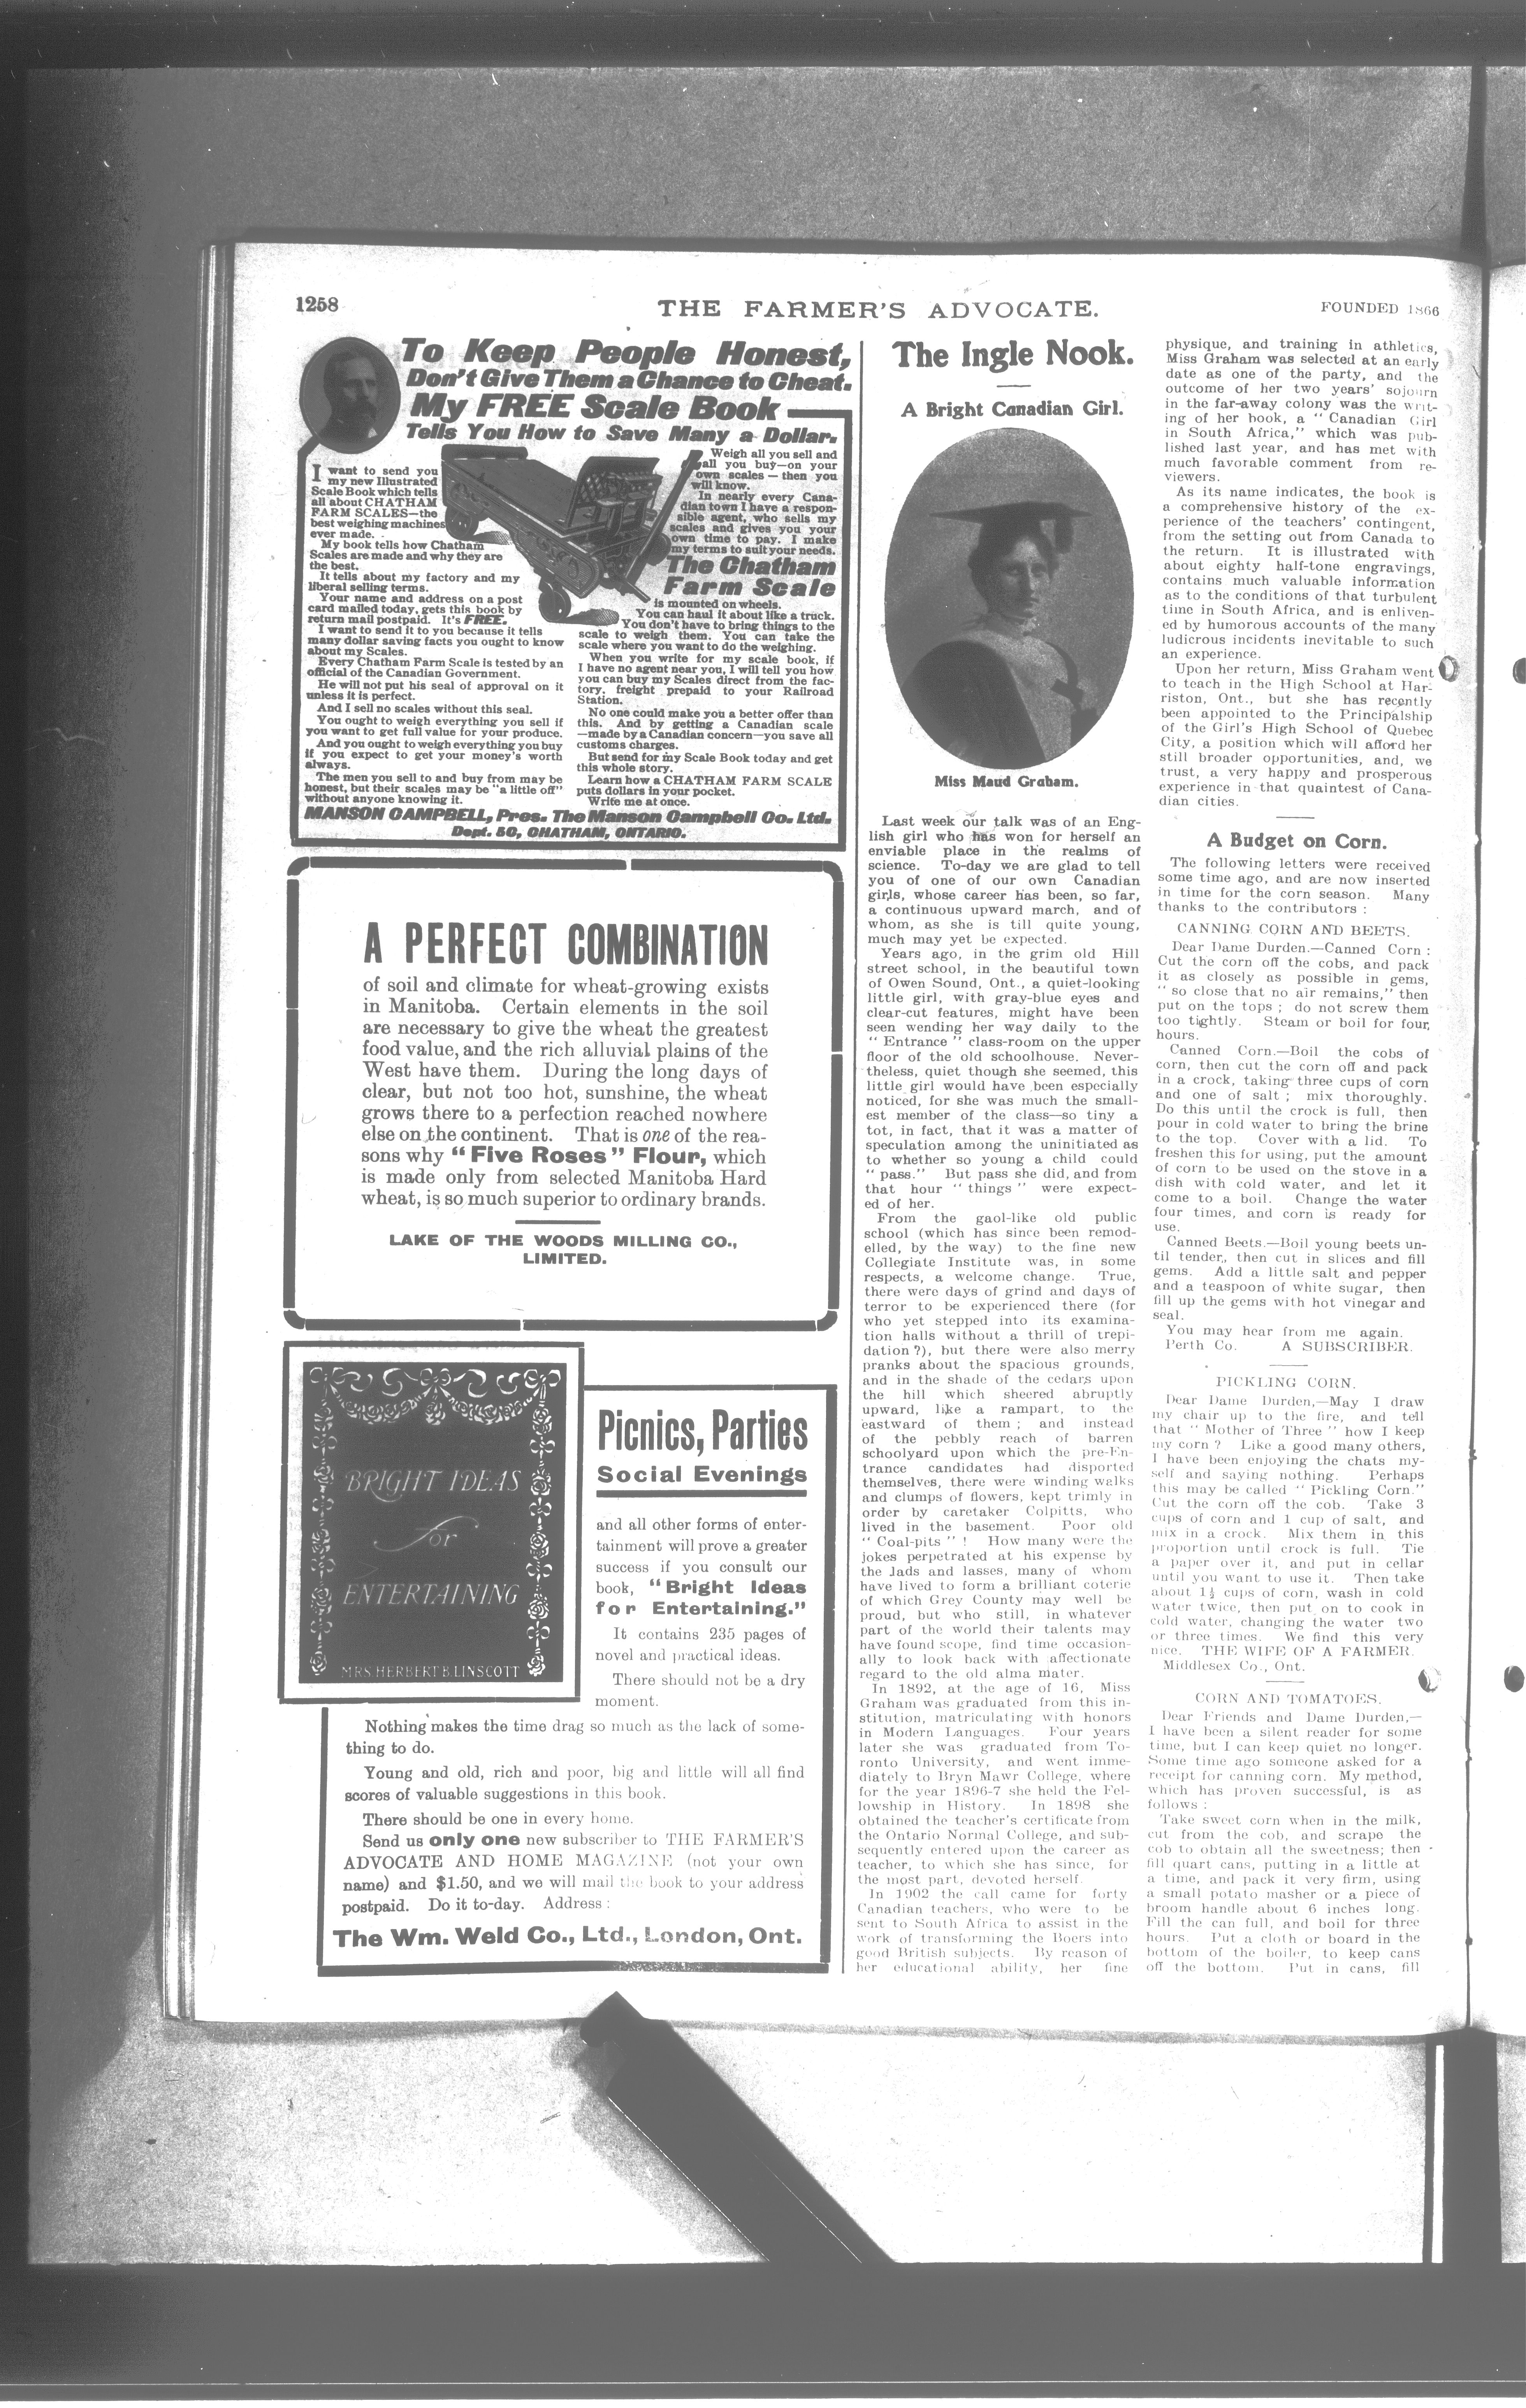 1258
THE FARMER'S ADVOCATE.
FOUNDED 1866
To Keep People Honest,
Don't Give Them a Chance to Cheat.
My FREE Scale Book
Tells You How to Save Many a Dollar.
I want to send you
my new Illustrated
Scale Book which tells
all about CHATHAM
FARM SCALES—the
best weighing machines
ever made.
My book tells how Chatham
Scales are made and why they are
the best.
It tells about my factory and my
liberal selling terms.
Your name and address on a post
card mailed today, gets this book by
return mail postpaid. It's FREE.
I want to send it to you because it tells
many dollar saving facts you ought to know
about my Scales.
Every Chatham Farm Scale is tested by an
official of the Canadian Government.
He will not put his seal of approval on it
unless it is perfect.
And I sell no scales without this seal.
You ought to weigh everything you sell if
you want to get full value for your produce.
And you ought to weigh everything you buy
if you expect to get your money's worth
always.
The men you sell to and buy from may be
honest, but their scales may be "a little off"
without anyone knowing it.
Weigh all you sell and
all you buy—on your
own scales—then you
will know.
In nearly every Cana-
dian town I have a respon-
sible agent, who sells my
scales and gives you your
own time to pay. I make
my terms to suit your needs.
The Chatham
Farm Scale
is mounted on wheels.
You can haul it about like a truck.
You don't have to bring things to the
scale to weigh them. You can take the
scale where you want to do the weighing.
When you write for my scale book, if
I have no agent near you, I will tell you how
you can buy my Scales direct from the fac-
tory, freight prepaid to your Railroad
Station.
No one could make you a better offer than
this. And by getting a Canadian scale
—made by a Canadian concern—you save all
customs charges.
But send for my Scale Book today and get
this whole story.
Learn how a CHATHAM FARM SCALE
puts dollars in your pocket.
Write me at once.
MANSON CAMPBELL, Pres. The Manson Campbell Co. Ltd.
Dept. 5C, CHATHAM, ONTARIO.
A PERFECT COMBINATION
of soil and climate for wheat-growing exists
in Manitoba. Certain elements in the soil
are necessary to give the wheat the greatest
food value, and the rich alluvial plains of the
West have them. During the long days of
clear, but not too hot, sunshine, the wheat
grows there to a perfection reached nowhere
else on the continent. That is one of the rea-
sons why "Five Roses" Flour, which
is made only from selected Manitoba Hard
wheat, is so much superior to ordinary brands.
LAKE OF THE WOODS MILLING CO.,
LIMITED.
BRIGHT IDEAS
for
ENTERTAINING
MRS. HERBERT B. LINSCOTT
Picnics, Parties
Social Evenings
and all other forms of enter-
tainment will prove a greater
success if you consult our
book, "Bright Ideas
for Entertaining."
It contains 235 pages of
novel and practical ideas.
There should not be a dry
moment.
Nothing makes the time drag so much as the lack of some-
thing to do.
Young and old, rich and poor, big and little will all find
scores of valuable suggestions in this book.
There should be one in every home.
Send us only one new subscriber to THE FARMER'S
ADVOCATE AND HOME MAGAZINE (not your own
name) and $1.50, and we will mail the book to your address
postpaid. Do it to-day. Address :
The Wm. Weld Co., Ltd., London, Ont.
The Ingle Nook.
A Bright Canadian Girl.
Miss Maud Graham.
Last week our talk was of an Eng-
lish girl who has won for herself an
enviable place in the realms of
science. To-day we are glad to tell
you of one of our own Canadian
girls, whose career has been, so far,
a continuous upward march, and of
whom, as she is till quite young,
much may yet be expected.
Years ago, in the grim old Hill
street school, in the beautiful town
of Owen Sound, Ont., a quiet-looking
little girl, with gray-blue eyes and
clear-cut features, might have been
seen wending her way daily to the
" Entrance " class-room on the upper
floor of the old schoolhouse. Never-
theless, quiet though she seemed, this
little girl would have been especially
noticed, for she was much the small-
est member of the class—so tiny a
tot, in fact, that it was a matter of
speculation among the uninitiated as
to whether so young a child could
" pass." But pass she did, and from
that hour " things " were expect-
ed of her.
From the gaol-like old public
school (which has since been remod-
elled, by the way) to the fine new
Collegiate Institute was, in some
respects, a welcome change. True,
there were days of grind and days of
terror to be experienced there (for
who yet stepped into its examina-
tion halls without a thrill of trepi-
dation ?), but there were also merry
pranks about the spacious grounds,
and in the shade of the cedars upon
the hill which sheered abruptly
upward, like a rampart, to the
eastward of them ; and instead
of the pebbly reach of barren
schoolyard upon which the pre-En-
trance candidates had disported
themselves, there were winding walks
and clumps of flowers, kept trimly in
order by caretaker Colpitts, who
lived in the basement. Poor old
" Coal-pits " ! How many were the
jokes perpetrated at his expense by
the lads and lasses, many of whom
have lived to form a brilliant coterie
of which Grey County may well be
proud, but who still, in whatever
part of the world their talents may
have found scope, find time occasion-
ally to look back with affectionate
regard to the old alma mater.
In 1892, at the age of 16, Miss
Graham was graduated from this in-
stitution, matriculating with honors
in Modern Languages. Four years
later she was graduated from To-
ronto University, and went imme-
diately to Bryn Mawr College, where
for the year 1896-7 she held the Fel-
lowship in History. In 1898 she
obtained the teacher's certificate from
the Ontario Normal College, and sub-
sequently entered upon the career as
teacher, to which she has since, for
the most part, devoted herself.
In 1902 the call came for forty
Canadian teachers, who were to be
sent to South Africa to assist in the
work of transforming the Boers into
good British subjects. By reason of
her educational ability, her fine
physique, and training in athletics,
Miss Graham was selected at an early
date as one of the party, and the
outcome of her two years' sojourn
in the far-away colony was the writ-
ing of her book, a " Canadian Girl
in South Africa," which was pub-
lished last year, and has met with
much favorable comment from re-
viewers.
As its name indicates, the book is
a comprehensive history of the ex-
perience of the teachers' contingent,
from the setting out from Canada to
the return. It is illustrated with
about eighty half-tone engravings,
contains much valuable information
as to the conditions of that turbulent
time in South Africa, and is enliven-
ed by humorous accounts of the many
ludicrous incidents inevitable to such
an experience.
Upon her return, Miss Graham went
to teach in the High School at Har-
riston, Ont., but she has recently
been appointed to the Principalship
of the Girl's High School of Quebec
City, a position which will afford her
still broader opportunities, and, we
trust, a very happy and prosperous
experience in that quaintest of Cana-
dian cities.
A Budget on Corn.
The following letters were received
some time ago, and are now inserted
in time for the corn season. Many
thanks to the contributors :
CANNING CORN AND BEETS.
Dear Dame Durden.—Canned Corn :
Cut the corn off the cobs, and pack
it as closely as possible in gems,
" so close that no air remains," then
put on the tops ; do not screw them
too tightly. Steam or boil for four
hours.
Canned Corn.—Boil the cobs of
corn, then cut the corn off and pack
in a crock, taking three cups of corn
and one of salt ; mix thoroughly.
Do this until the crock is full, then
pour in cold water to bring the brine
to the top. Cover with a lid. To
freshen this for using, put the amount
of corn to be used on the stove in a
dish with cold water, and let it
come to a boil. Change the water
four times, and corn is ready for
use.
Canned Beets.—Boil young beets un-
til tender, then cut in slices and fill
gems. Add a little salt and pepper
and a teaspoon of white sugar, then
fill up the gems with hot vinegar and
seal.
You may hear from me again.
Perth Co. A SUBSCRIBER.
PICKLING CORN.
Dear Dame Durden,—May I draw
my chair up to the fire, and tell
that " Mother of Three " how I keep
my corn ? Like a good many others,
I have been enjoying the chats my-
self and saying nothing. Perhaps
this may be called " Pickling Corn."
Cut the corn off the cob. Take 3
cups of corn and 1 cup of salt, and
mix in a crock. Mix them in this
proportion until crock is full. Tie
a paper over it, and put in cellar
until you want to use it. Then take
about 1½ cups of corn, wash in cold
water twice, then put on to cook in
cold water, changing the water two
or three times. We find this very
nice. THE WIFE OF A FARMER.
Middlesex Co., Ont.
CORN AND TOMATOES.
Dear Friends and Dame Durden,—
I have been a silent reader for some
time, but I can keep quiet no longer.
Some time ago someone asked for a
receipt for canning corn. My method,
which has proven successful, is as
follows :
Take sweet corn when in the milk,
cut from the cob, and scrape the
cob to obtain all the sweetness; then
fill quart cans, putting in a little at
a time, and pack it very firm, using
a small potato masher or a piece of
broom handle about 6 inches long.
Fill the can full, and boil for three
hours. Put a cloth or board in the
bottom of the boiler, to keep cans
off the bottom. Put in cans, fill